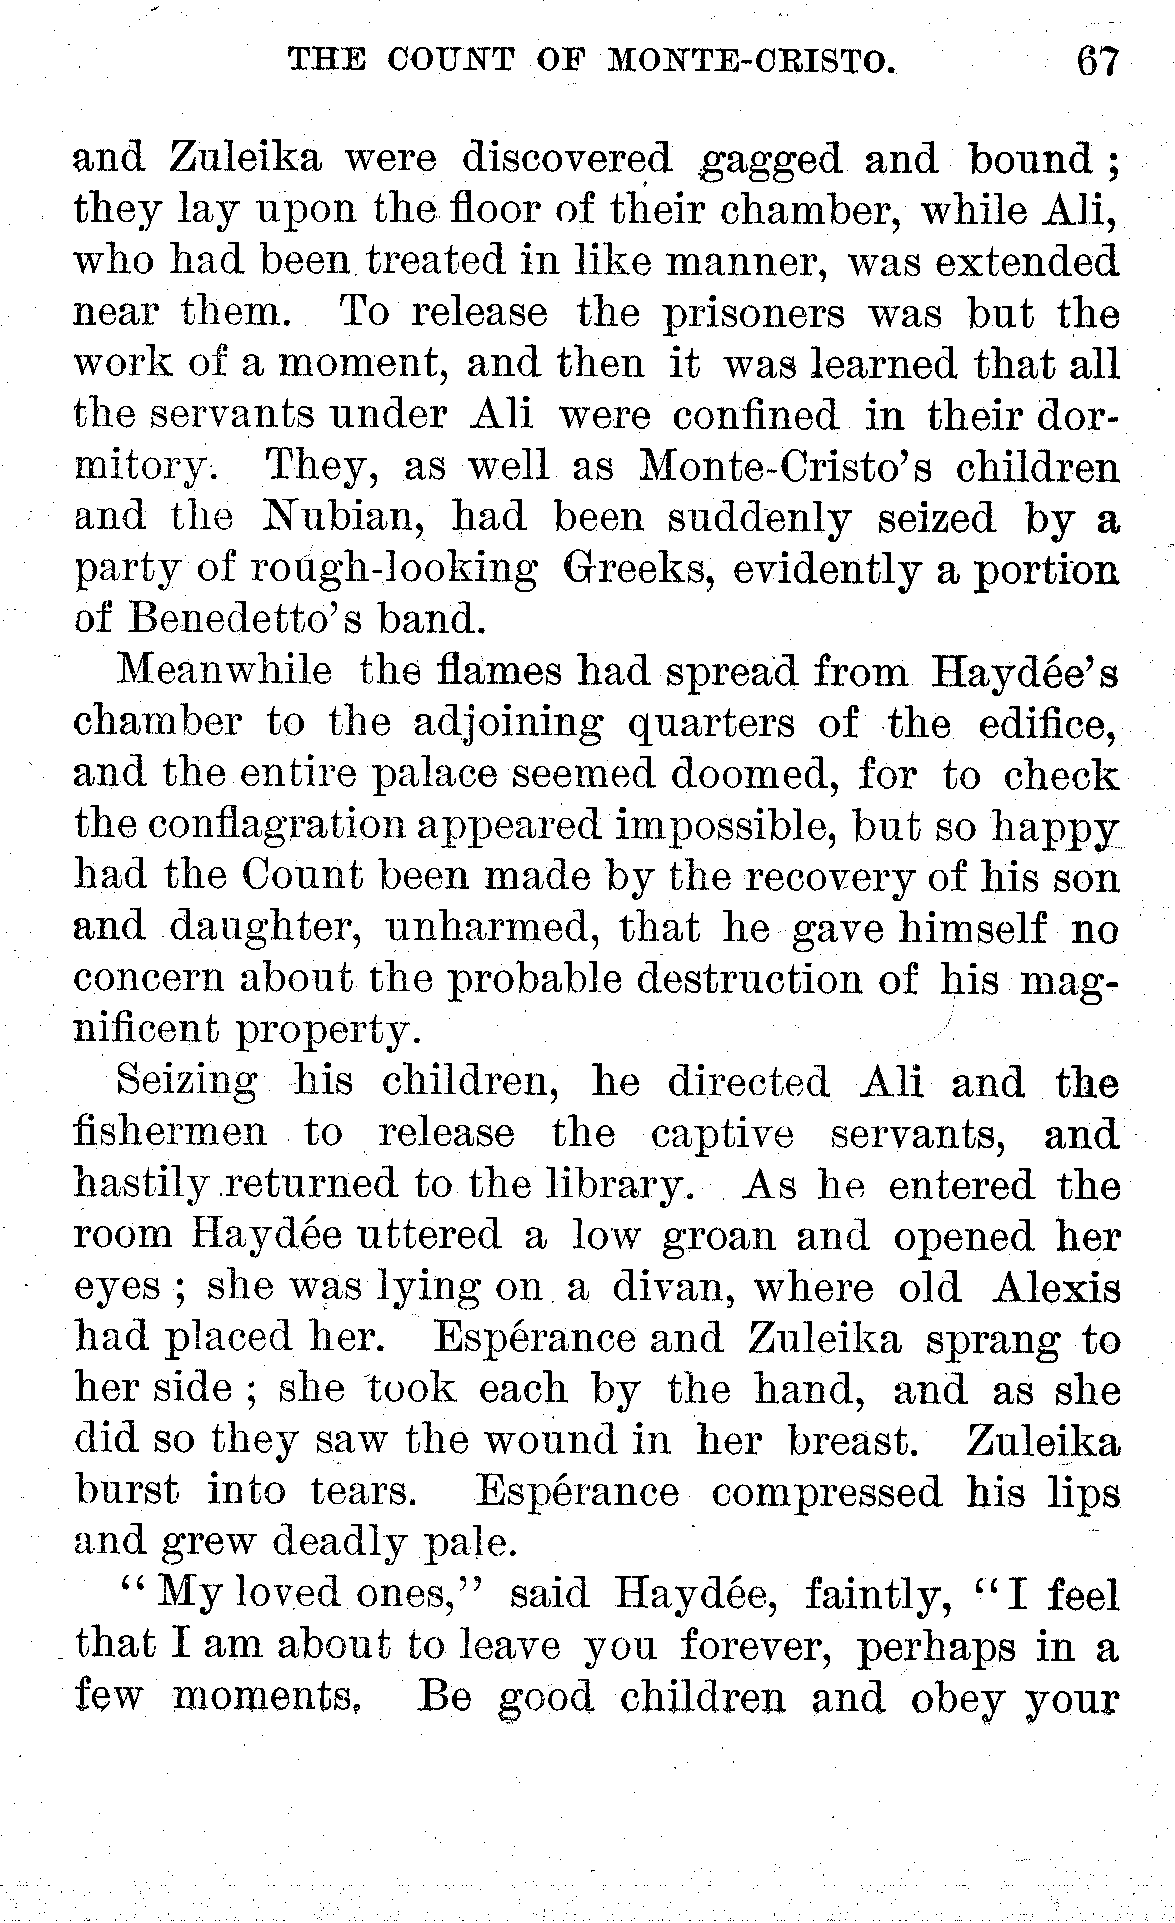 THE COUNT OF MONTE-CRISTO. 67
and Zuleika were discovered gagged and bound ;
they lay upon the floor of their chamber, while Ali,
who had been treated in like manner, was extended
near them. To release the prisoners was but the
work of a moment, and then it was learned that all
the servants under Ali were confined in their dor-
mitory. They, as well as Monte-Cristo's children
and the Nubian, had been suddenly seized by a
party of rough-looking Greeks, evidently a portion
of Benedetto's band.
Meanwhile the flames had spread from Haydée's
chamber to the adjoining quarters of the edifice,
and the entire palace seemed doomed, for to check
the conflagration appeared impossible, but so happy
had the Count been made by the recovery of his son
and daughter, unharmed, that he gave himself no
concern about the probable destruction of his mag-
nificent property.
Seizing his children, he directed Ali and the
fishermen to release the captive servants, and
hastily returned to the library. As he entered the
room Haydée uttered a low groan and opened her
eyes ; she was lying on a divan, where old Alexis
had placed her. Espérance and Zuleika sprang to
her side ; she took each by the hand, and as she
did so they saw the wound in her breast. Zuleika
burst into tears. Espérance compressed his lips
and grew deadly pale.
“ My loved ones,” said Haydée, faintly, “ I feel
that I am about to leave you forever, perhaps in a
few moments. Be good children and obey your